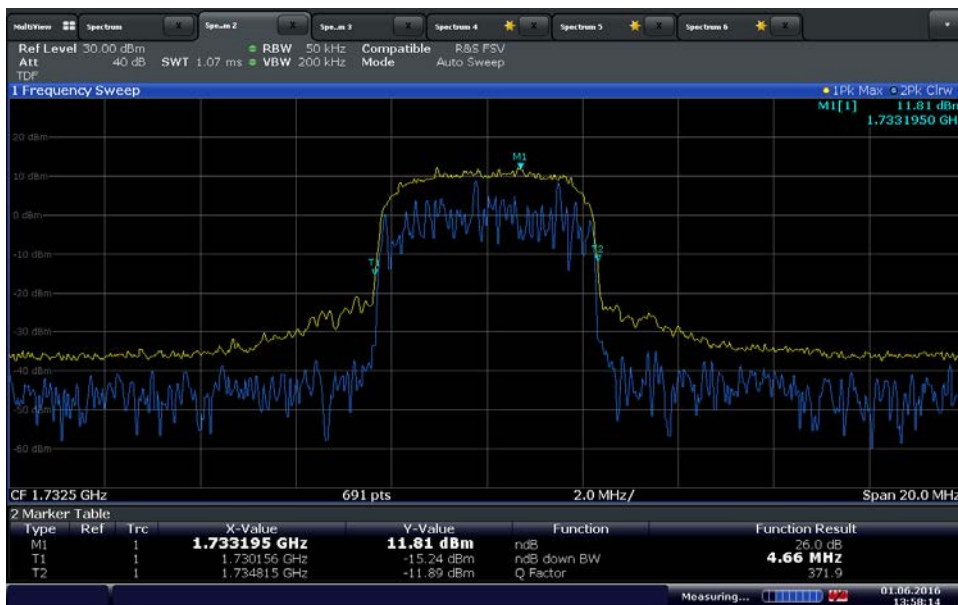 MultiView Spectrum X Spe...m 2 X Spe...m 3 X Spectrum 4 X Spectrum 5 X Spectrum 6 X
Ref Level 30.00 dBm RBW 50 kHz Compatible R&S FSV
Att 40 dB SWT 1.07 ms VBW 200 kHz Mode Auto Sweep
TDF
1 Frequency Sweep 1Pk Max 2Pk Clrw
M1[1] 11.81 dBm
1.7331950 GH
20 dBm
M1
10 dBm
0 dBm
-10 dBm
T1 T2
-20 dBm
-30 dBm
-40 dBm
-50 dBm
-60 dBm
CF 1.7325 GHz 691 pts 2.0 MHz/ Span 20.0 MHz
2 Marker Table
Type Ref Trc X-Value Y-Value Function Function Result
M1 1 1.733195 GHz 11.81 dBm ndB 26.0 dB
T1 1 1.730156 GHz -15.24 dBm ndB down BW 4.66 MHz
T2 1 1.734815 GHz -11.89 dBm Q Factor 371.9
Measuring... 01.06.2016
13:58:14